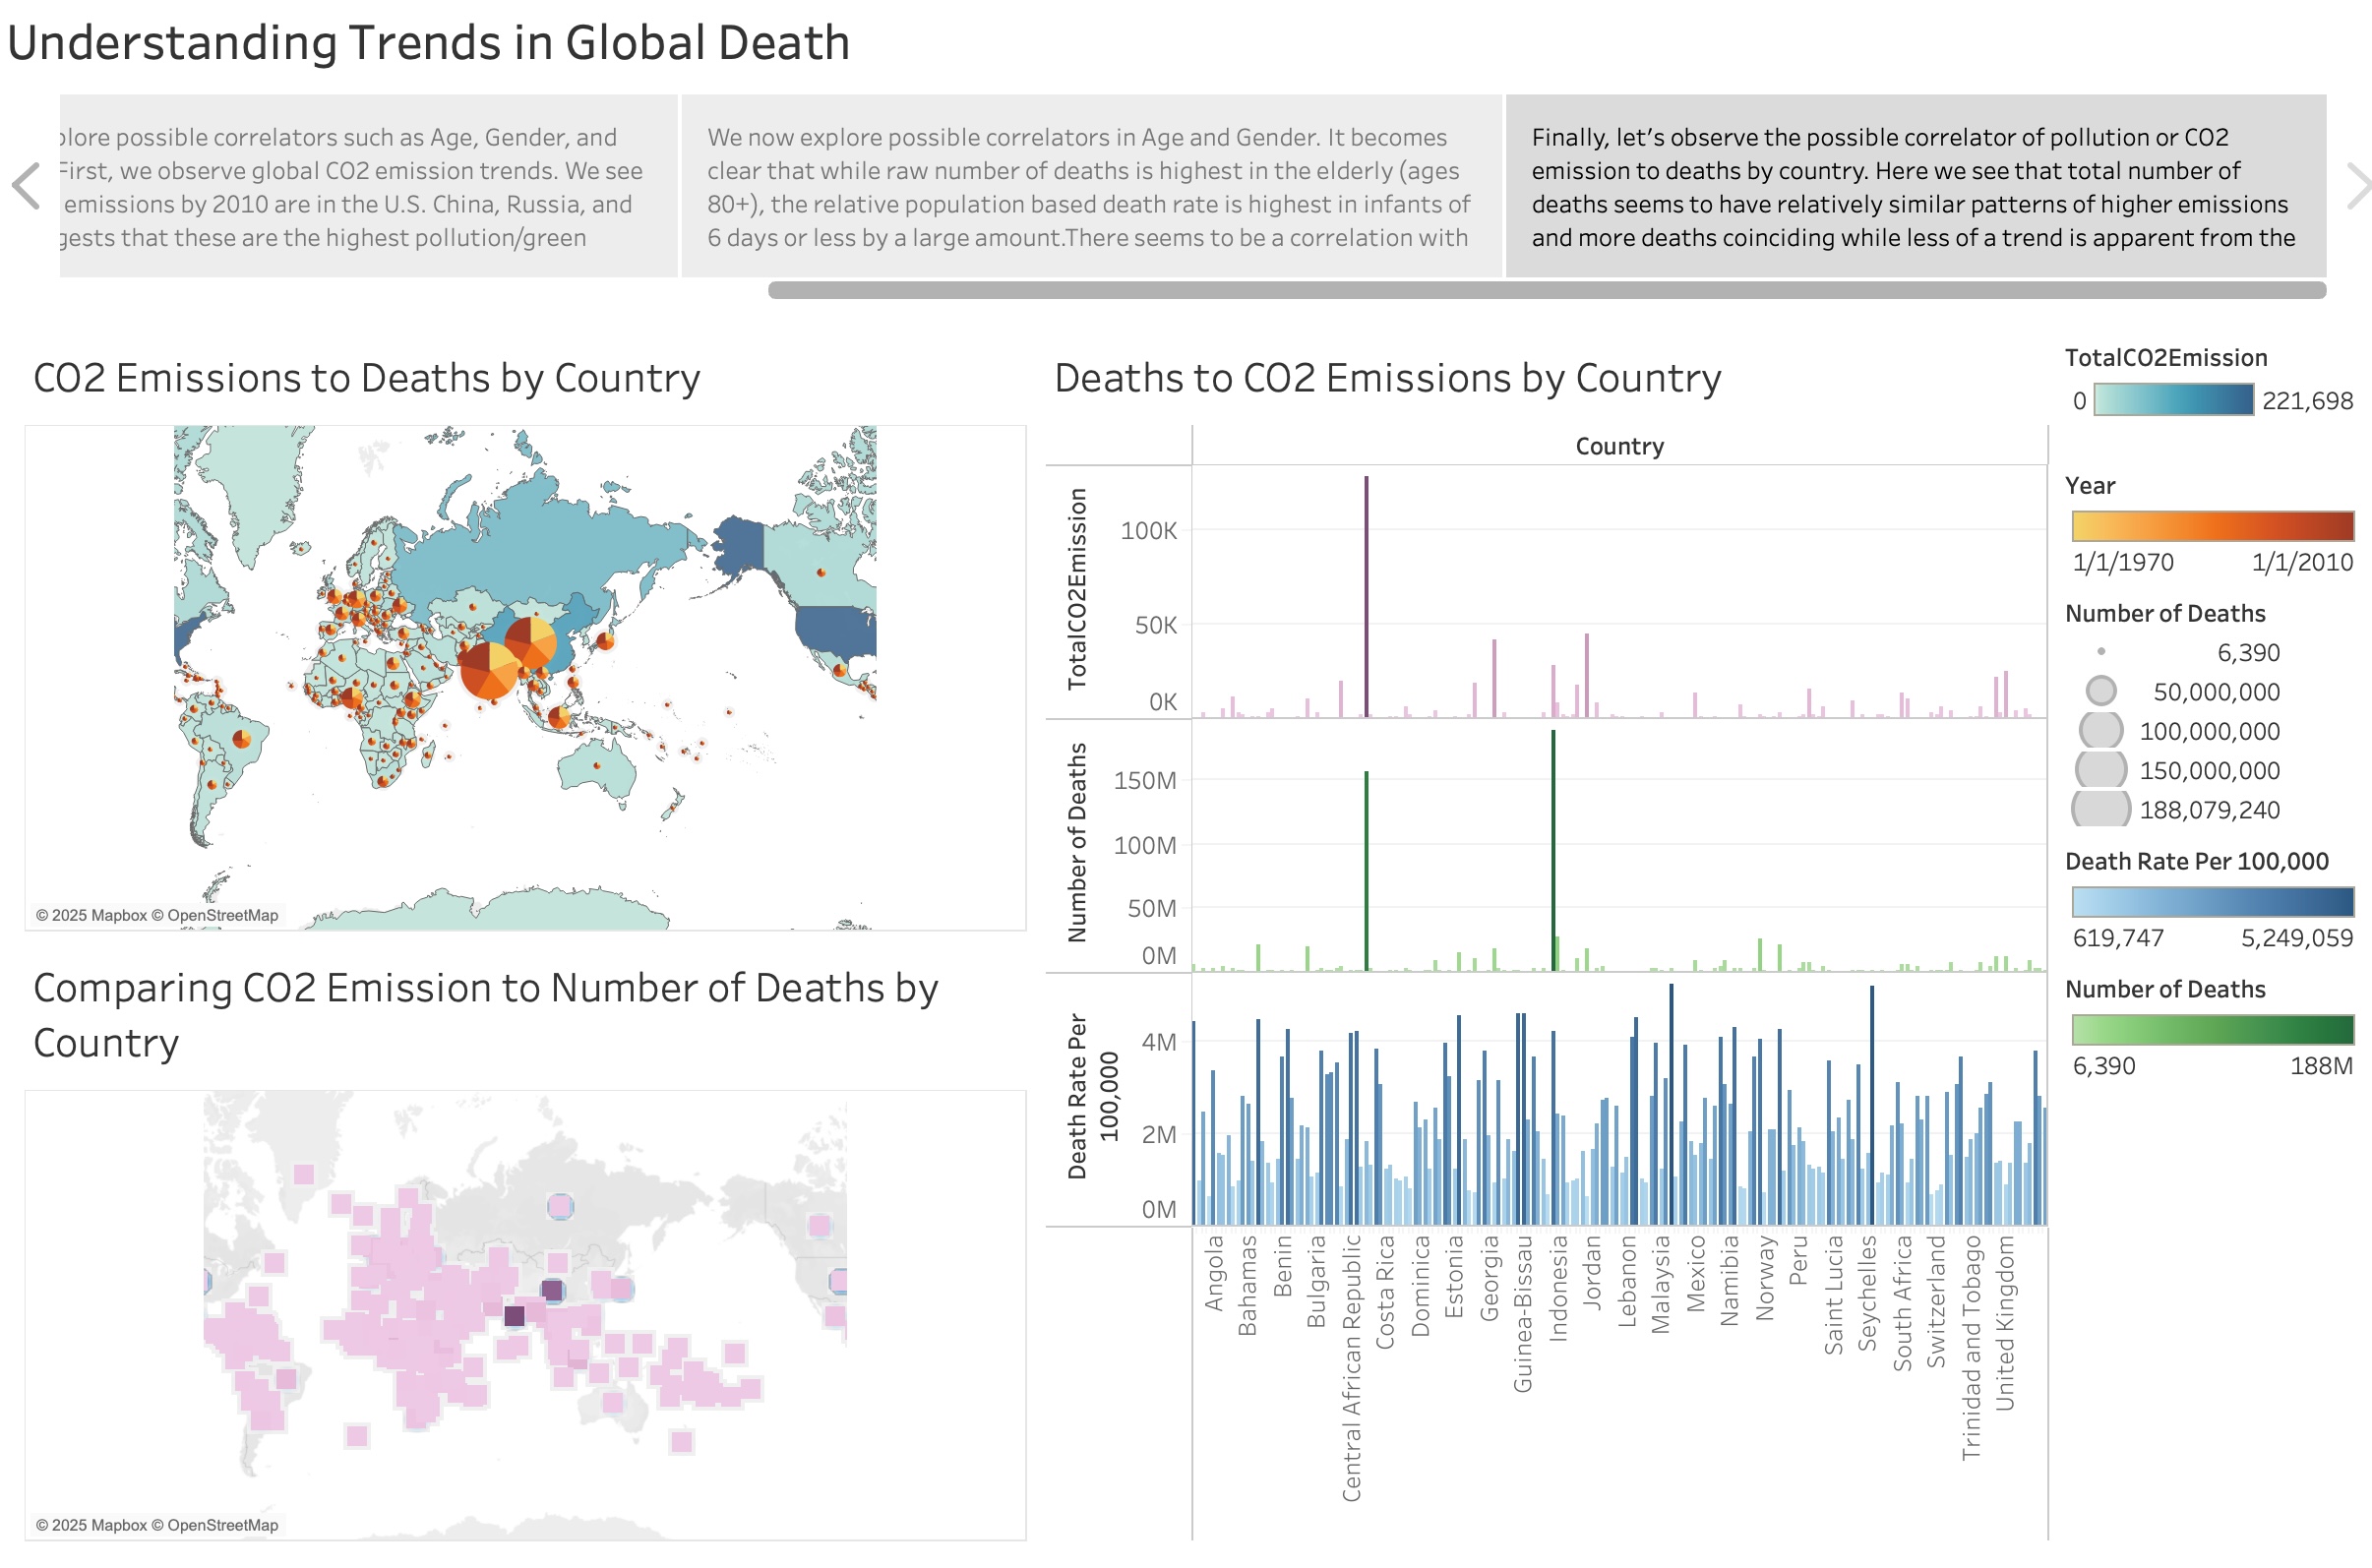 Understanding Trends in Global Death
plore possible correlators such as Age, Gender, and
First, we observe global CO2 emission trends. We see
emissions by 2010 are in the U.S. China, Russia, and
gests that these are the highest pollution/green
We now explore possible correlators in Age and Gender. It becomes
clear that while raw number of deaths is highest in the elderly (ages
80+), the relative population based death rate is highest in infants of
6 days or less by a large amount.There seems to be a correlation with
Finally, let's observe the possible correlator of pollution or CO2
emission to deaths by country. Here we see that total number of
deaths seems to have relatively similar patterns of higher emissions
and more deaths coinciding while less of a trend is apparent from the
CO2 Emissions to Deaths by Country
© 2025 Mapbox © OpenStreetMap
Comparing CO2 Emission to Number of Deaths by
Country
© 2025 Mapbox © OpenStreetMap
Deaths to CO2 Emissions by Country
Country
TotalCO2Emission
100K
50K
0K
Number of Deaths
150M
100M
50M
0M
Death Rate Per
100,000
4M
2M
0M
Angola
Bahamas
Benin
Bulgaria
Central African Republic
Costa Rica
Dominica
Estonia
Georgia
Guinea-Bissau
Indonesia
Jordan
Lebanon
Malaysia
Mexico
Namibia
Norway
Peru
Saint Lucia
Seychelles
South Africa
Switzerland
Trinidad and Tobago
United Kingdom
TotalCO2Emission
0 221,698
Year
1/1/1970 1/1/2010
Number of Deaths
6,390
50,000,000
100,000,000
150,000,000
188,079,240
Death Rate Per 100,000
619,747 5,249,059
Number of Deaths
6,390 188M